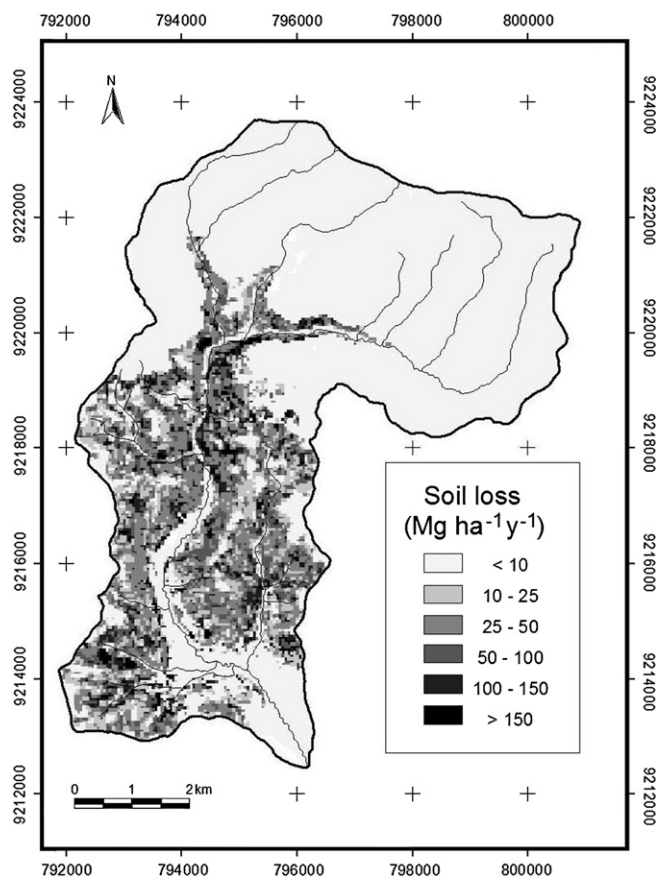 792000 794000 796000 798000 800000
N
9224000 9224000
9222000 9222000
9220000 9220000
9218000 9218000
Soil loss
(Mg ha⁻¹y⁻¹)
< 10
9216000 9216000
10 - 25
25 - 50
50 - 100
9214000 9214000
100 - 150
> 150
0 1 2 km
9212000 9212000
792000 794000 796000 798000 800000